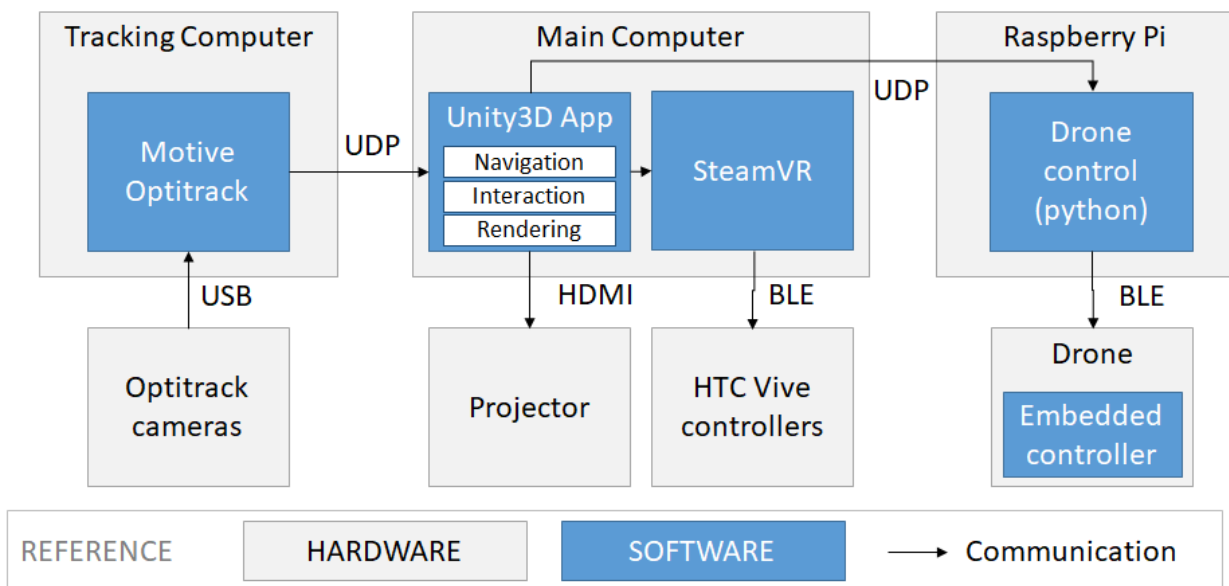 Tracking Computer
Main Computer
Raspberry Pi
UDP
Motive
Optitrack
UDP
Unity3D App
Navigation
Interaction
Rendering
SteamVR
Drone
control
(python)
USB
HDMI
BLE
BLE
Optitrack
cameras
Projector
HTC Vive
controllers
Drone
Embedded
controller
REFERENCE
HARDWARE
SOFTWARE
Communication